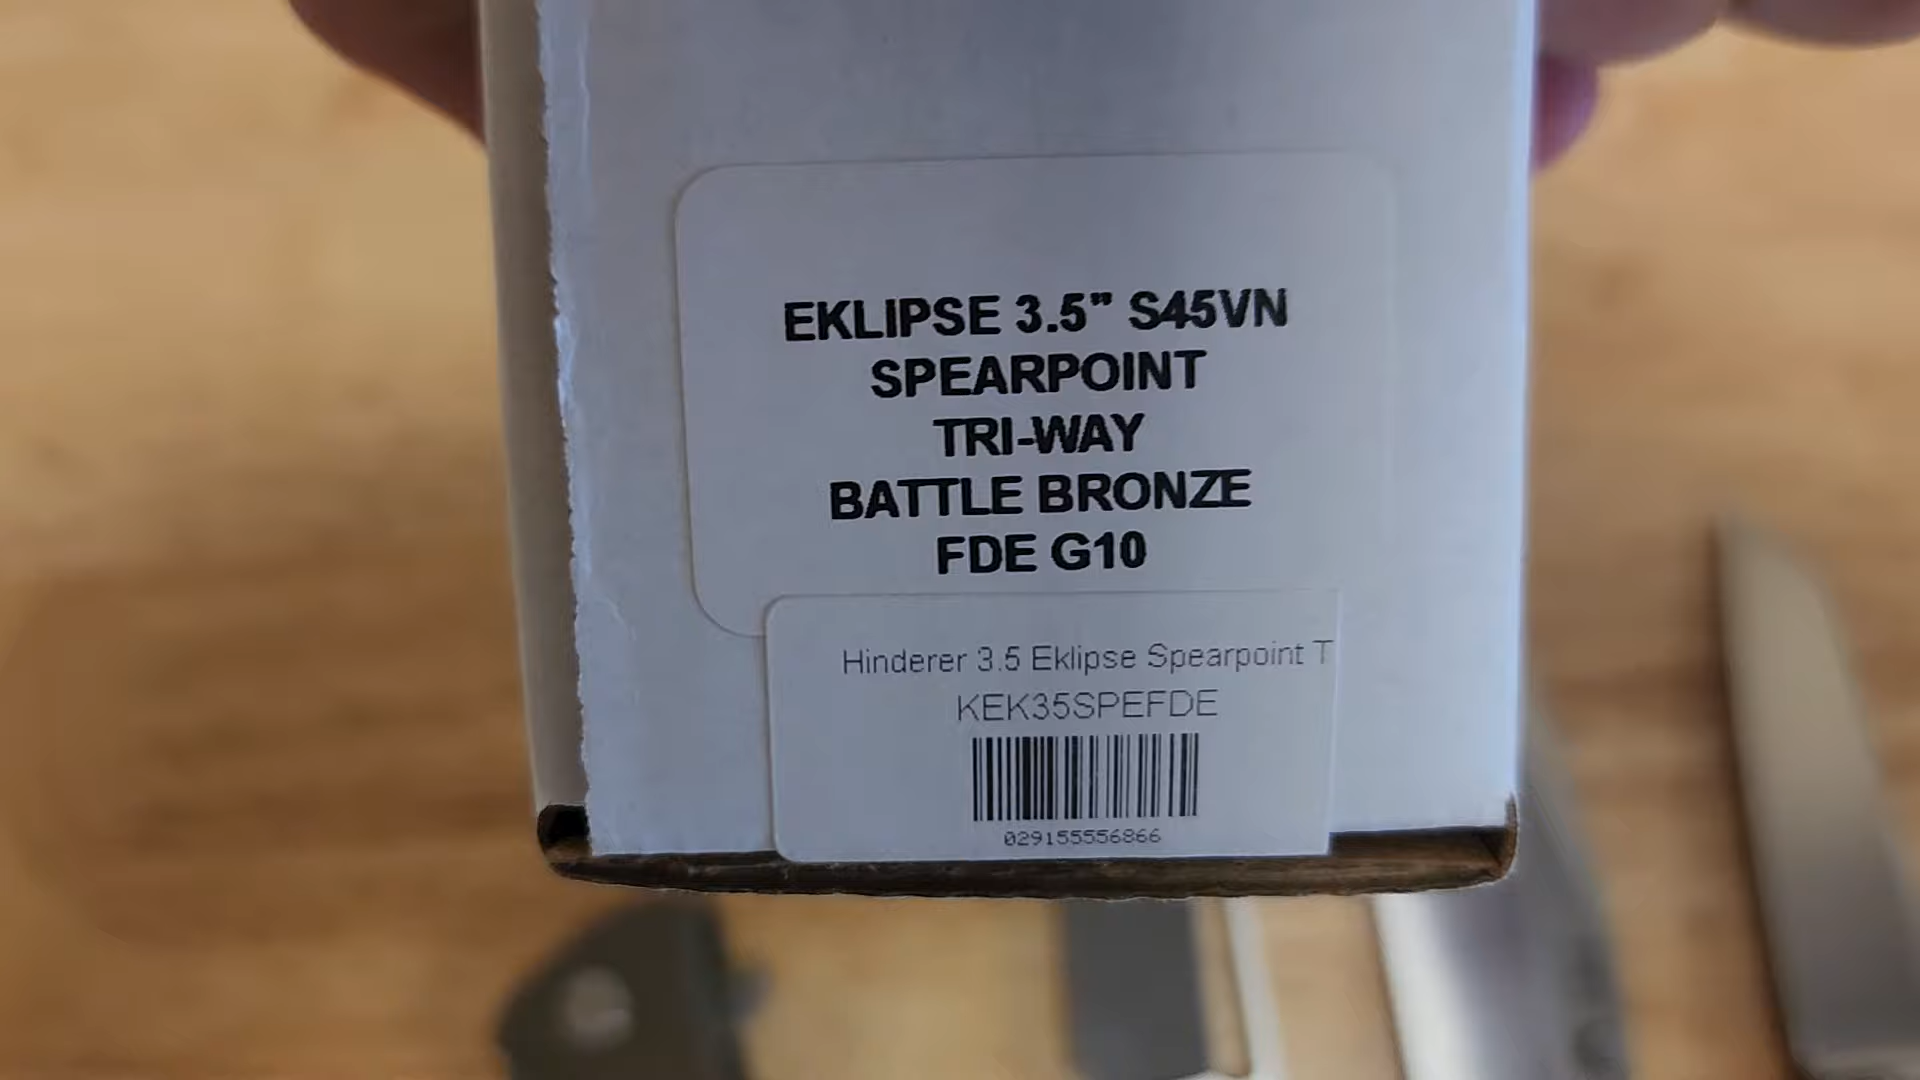 EKLIPSE 3.5" S45VN
SPEARPOINT
TRI-WAY
BATTLE BRONZE
FDE G10
Hinderer 3.5 Eklipse Spearpoint T
KEK35SPEFDE
029155556866